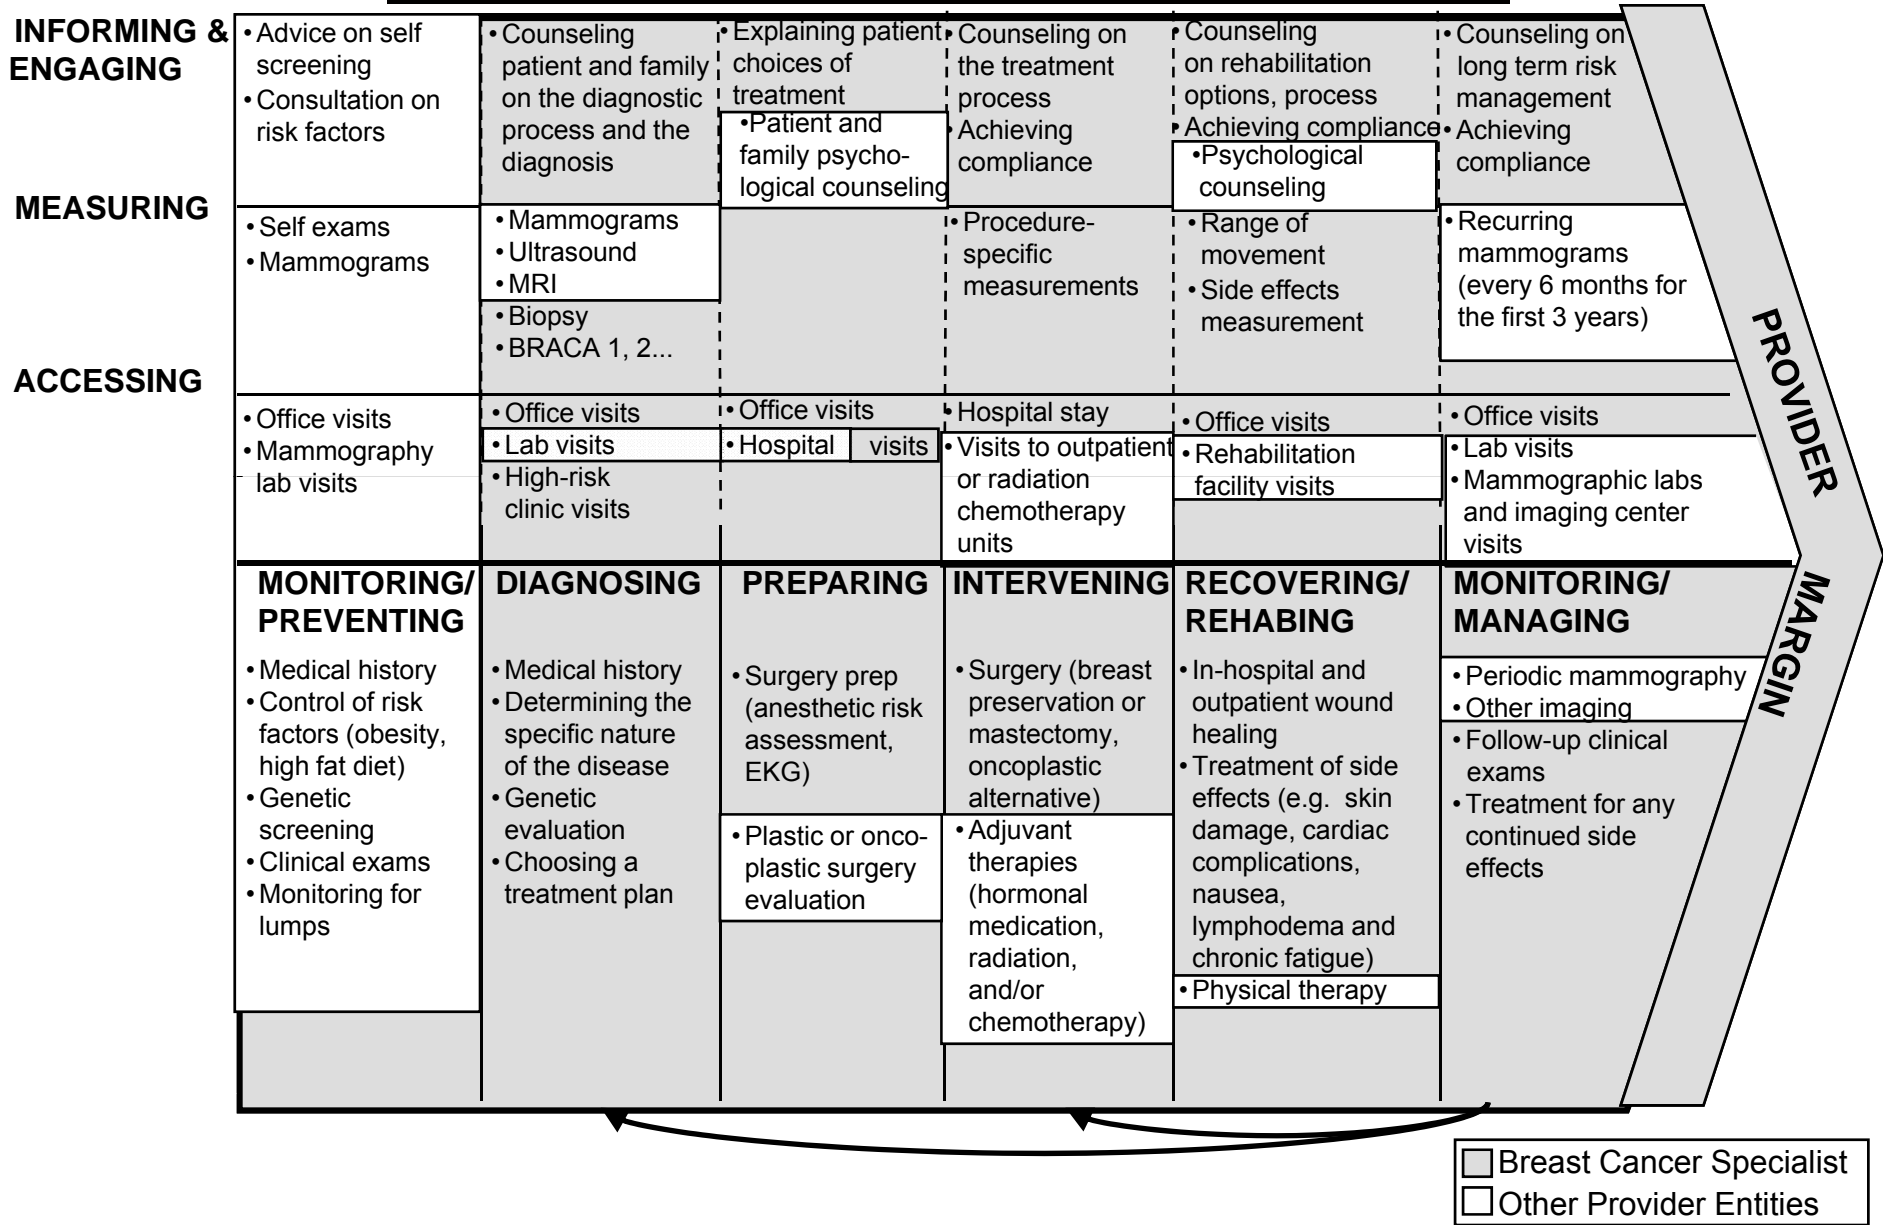 INFORMING &
ENGAGING
• Advice on self
screening
• Consultation on
risk factors
• Counseling
patient and family
on the diagnostic
process and the
diagnosis
• Explaining patient
choices of
treatment
•Patient and
family psycho-
logical counseling
• Counseling on
the treatment
process
• Achieving
compliance
• Counseling
on rehabilitation
options, process
• Achieving compliance
•Psychological
counseling
• Counseling on
long term risk
management
• Achieving
compliance
MEASURING
• Self exams
• Mammograms
• Mammograms
• Ultrasound
• MRI
• Biopsy
• BRACA 1, 2...
• Procedure-
specific
measurements
• Range of
movement
• Side effects
measurement
• Recurring
mammograms
(every 6 months for
the first 3 years)
ACCESSING
• Office visits
• Mammography
lab visits
• Office visits
• Lab visits
• High-risk
clinic visits
• Office visits
• Hospital visits
• Hospital stay
• Visits to outpatient
or radiation
chemotherapy
units
• Office visits
• Rehabilitation
facility visits
• Office visits
• Lab visits
• Mammographic labs
and imaging center
visits
MONITORING/
PREVENTING
• Medical history
• Control of risk
factors (obesity,
high fat diet)
• Genetic
screening
• Clinical exams
• Monitoring for
lumps
DIAGNOSING
• Medical history
• Determining the
specific nature
of the disease
• Genetic
evaluation
• Choosing a
treatment plan
PREPARING
• Surgery prep
(anesthetic risk
assessment,
EKG)
• Plastic or onco-
plastic surgery
evaluation
INTERVENING
• Surgery (breast
preservation or
mastectomy,
oncoplastic
alternative)
• Adjuvant
therapies
(hormonal
medication,
radiation,
and/or
chemotherapy)
RECOVERING/
REHABING
• In-hospital and
outpatient wound
healing
• Treatment of side
effects (e.g. skin
damage, cardiac
complications,
nausea,
lymphodema and
chronic fatigue)
• Physical therapy
MONITORING/
MANAGING
• Periodic mammography
• Other imaging
• Follow-up clinical
exams
• Treatment for any
continued side
effects
PROVIDER
MARGIN
Breast Cancer Specialist
Other Provider Entities